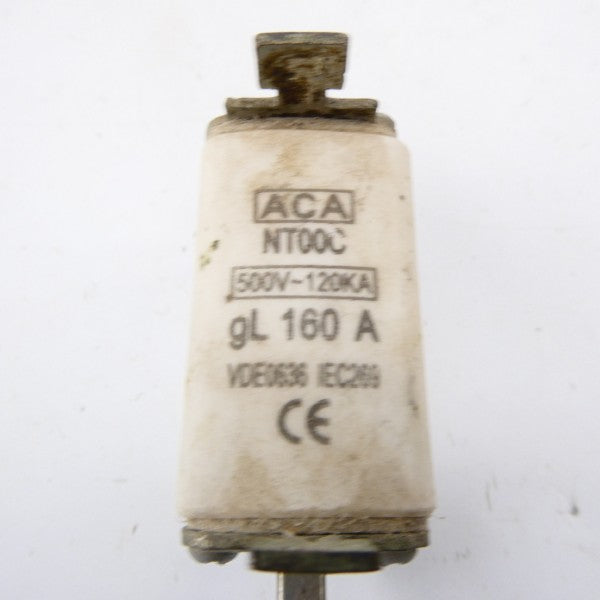 ACA
NT00C
500V~120KA
gL 160 A
VDE0636 IEC269
CE